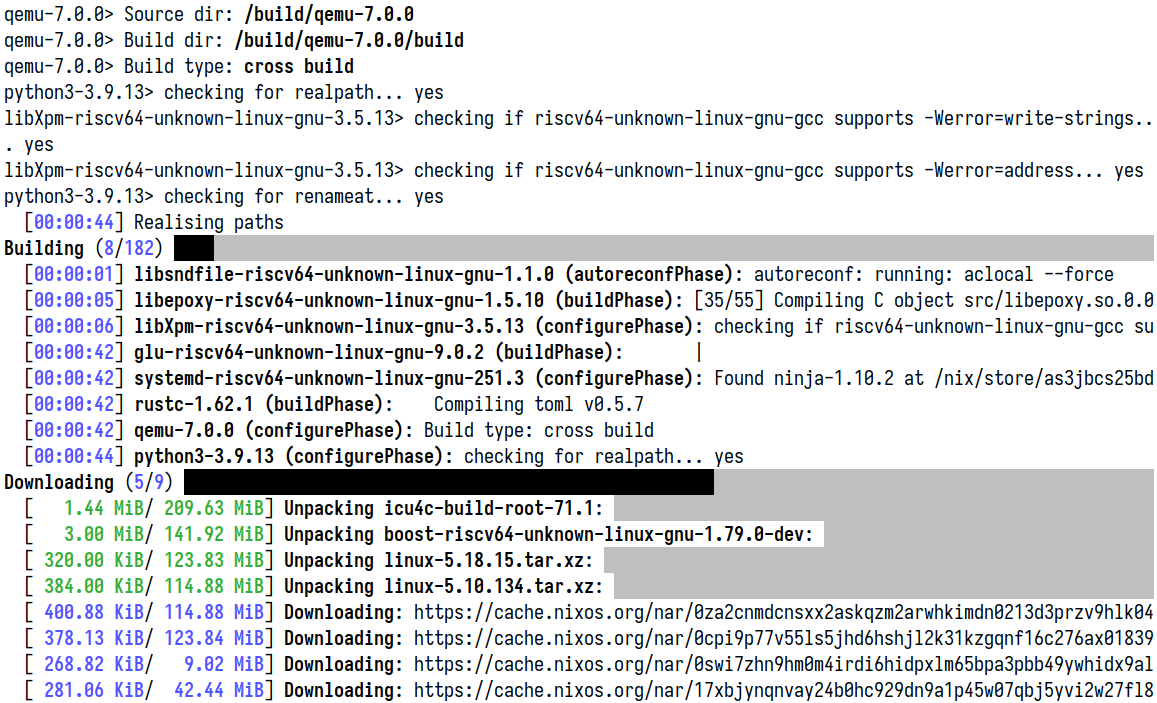 qemu-7.0.0> Source dir: /build/qemu-7.0.0
qemu-7.0.0> Build dir: /build/qemu-7.0.0/build
qemu-7.0.0> Build type: cross build
python3-3.9.13> checking for realpath... yes
libXpm-riscv64-unknown-linux-gnu-3.5.13> checking if riscv64-unknown-linux-gnu-gcc supports -Werror=write-strings..
. yes
libXpm-riscv64-unknown-linux-gnu-3.5.13> checking if riscv64-unknown-linux-gnu-gcc supports -Werror=address... yes
python3-3.9.13> checking for renameat... yes
[00:00:44] Realising paths
Building (8/182)
[00:00:01] libsndfile-riscv64-unknown-linux-gnu-1.1.0 (autoreconfPhase): autoreconf: running: aclocal --force
[00:00:05] libepoxy-riscv64-unknown-linux-gnu-1.5.10 (buildPhase): [35/55] Compiling C object src/libepoxy.so.0.0
[00:00:06] libXpm-riscv64-unknown-linux-gnu-3.5.13 (configurePhase): checking if riscv64-unknown-linux-gnu-gcc su
[00:00:42] glu-riscv64-unknown-linux-gnu-9.0.2 (buildPhase):       |
[00:00:42] systemd-riscv64-unknown-linux-gnu-251.3 (configurePhase): Found ninja-1.10.2 at /nix/store/as3jbcs25bd
[00:00:42] rustc-1.62.1 (buildPhase):    Compiling toml v0.5.7
[00:00:42] qemu-7.0.0 (configurePhase): Build type: cross build
[00:00:44] python3-3.9.13 (configurePhase): checking for realpath... yes
Downloading (5/9)
[   1.44 MiB/ 209.63 MiB] Unpacking icu4c-build-root-71.1:
[   3.00 MiB/ 141.92 MiB] Unpacking boost-riscv64-unknown-linux-gnu-1.79.0-dev:
[ 320.00 KiB/ 123.83 MiB] Unpacking linux-5.18.15.tar.xz:
[ 384.00 KiB/ 114.88 MiB] Unpacking linux-5.10.134.tar.xz:
[ 400.88 KiB/ 114.88 MiB] Downloading: https://cache.nixos.org/nar/0za2cnmdcnsxx2askqzm2arwhkimdn0213d3przv9hlk04
[ 378.13 KiB/ 123.84 MiB] Downloading: https://cache.nixos.org/nar/0cpi9p77v55ls5jhd6hshjl2k31kzgqnf16c276ax01839
[ 268.82 KiB/   9.02 MiB] Downloading: https://cache.nixos.org/nar/0swi7zhn9hm0m4irdi6hidpxlm65bpa3pbb49ywhidx9al
[ 281.06 KiB/  42.44 MiB] Downloading: https://cache.nixos.org/nar/17xbjynqnvay24b0hc929dn9a1p45w07qbj5yvi2w27fl8